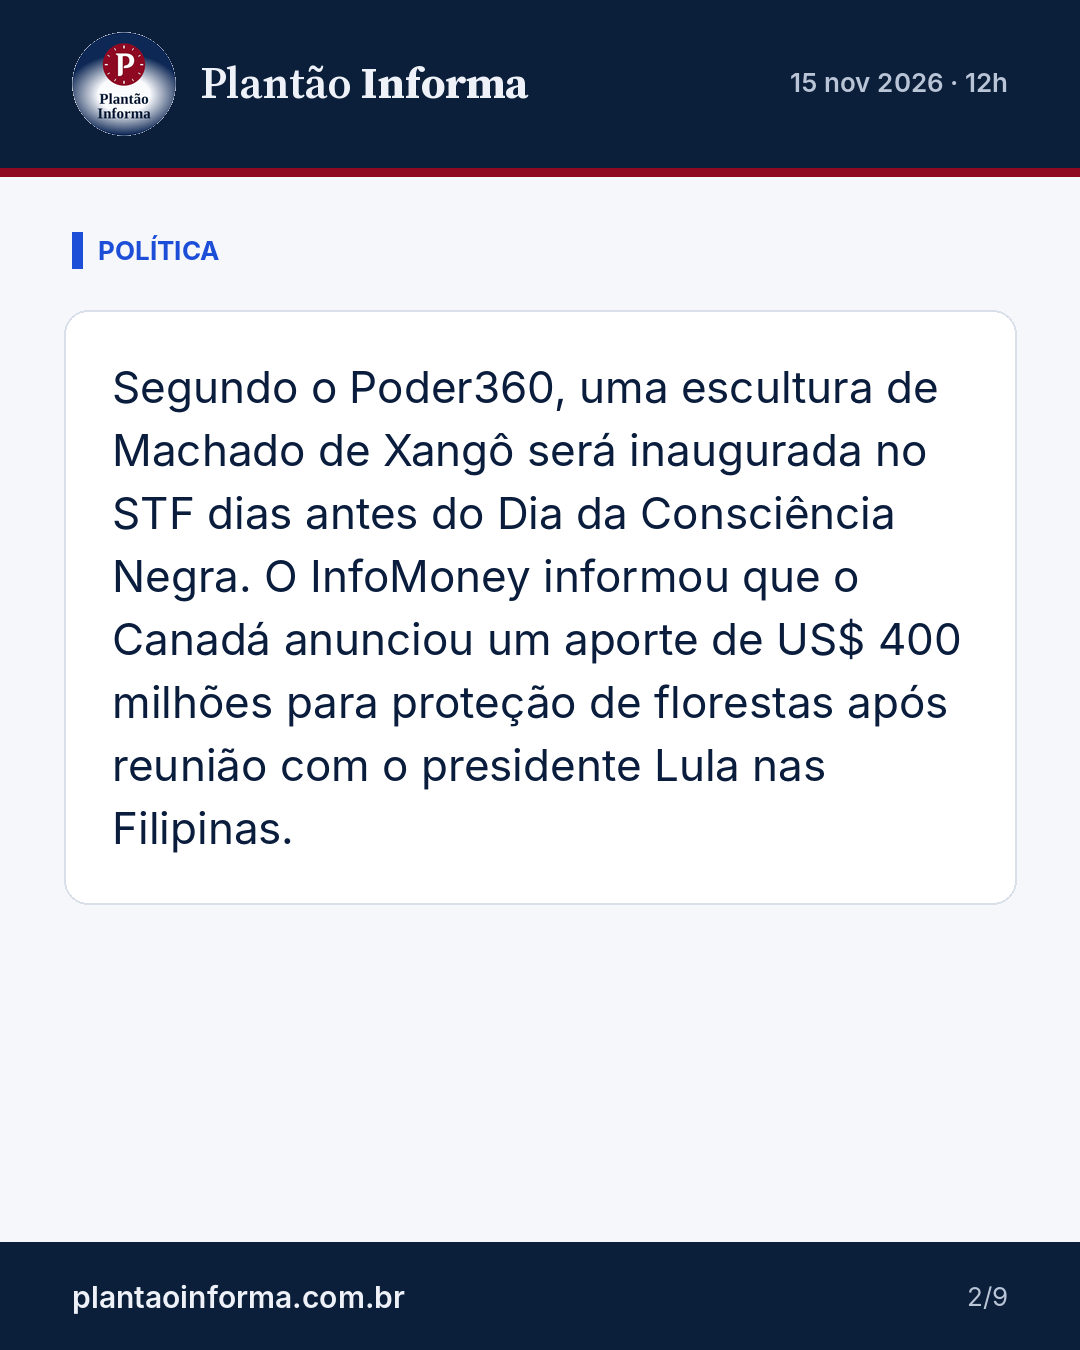 P
Plantão
Informa
Plantão Informa
15 nov 2026 · 12h
POLÍTICA
Segundo o Poder360, uma escultura de
Machado de Xangô será inaugurada no
STF dias antes do Dia da Consciência
Negra. O InfoMoney informou que o
Canadá anunciou um aporte de US$ 400
milhões para proteção de florestas após
reunião com o presidente Lula nas
Filipinas.
plantaoinforma.com.br
2/9